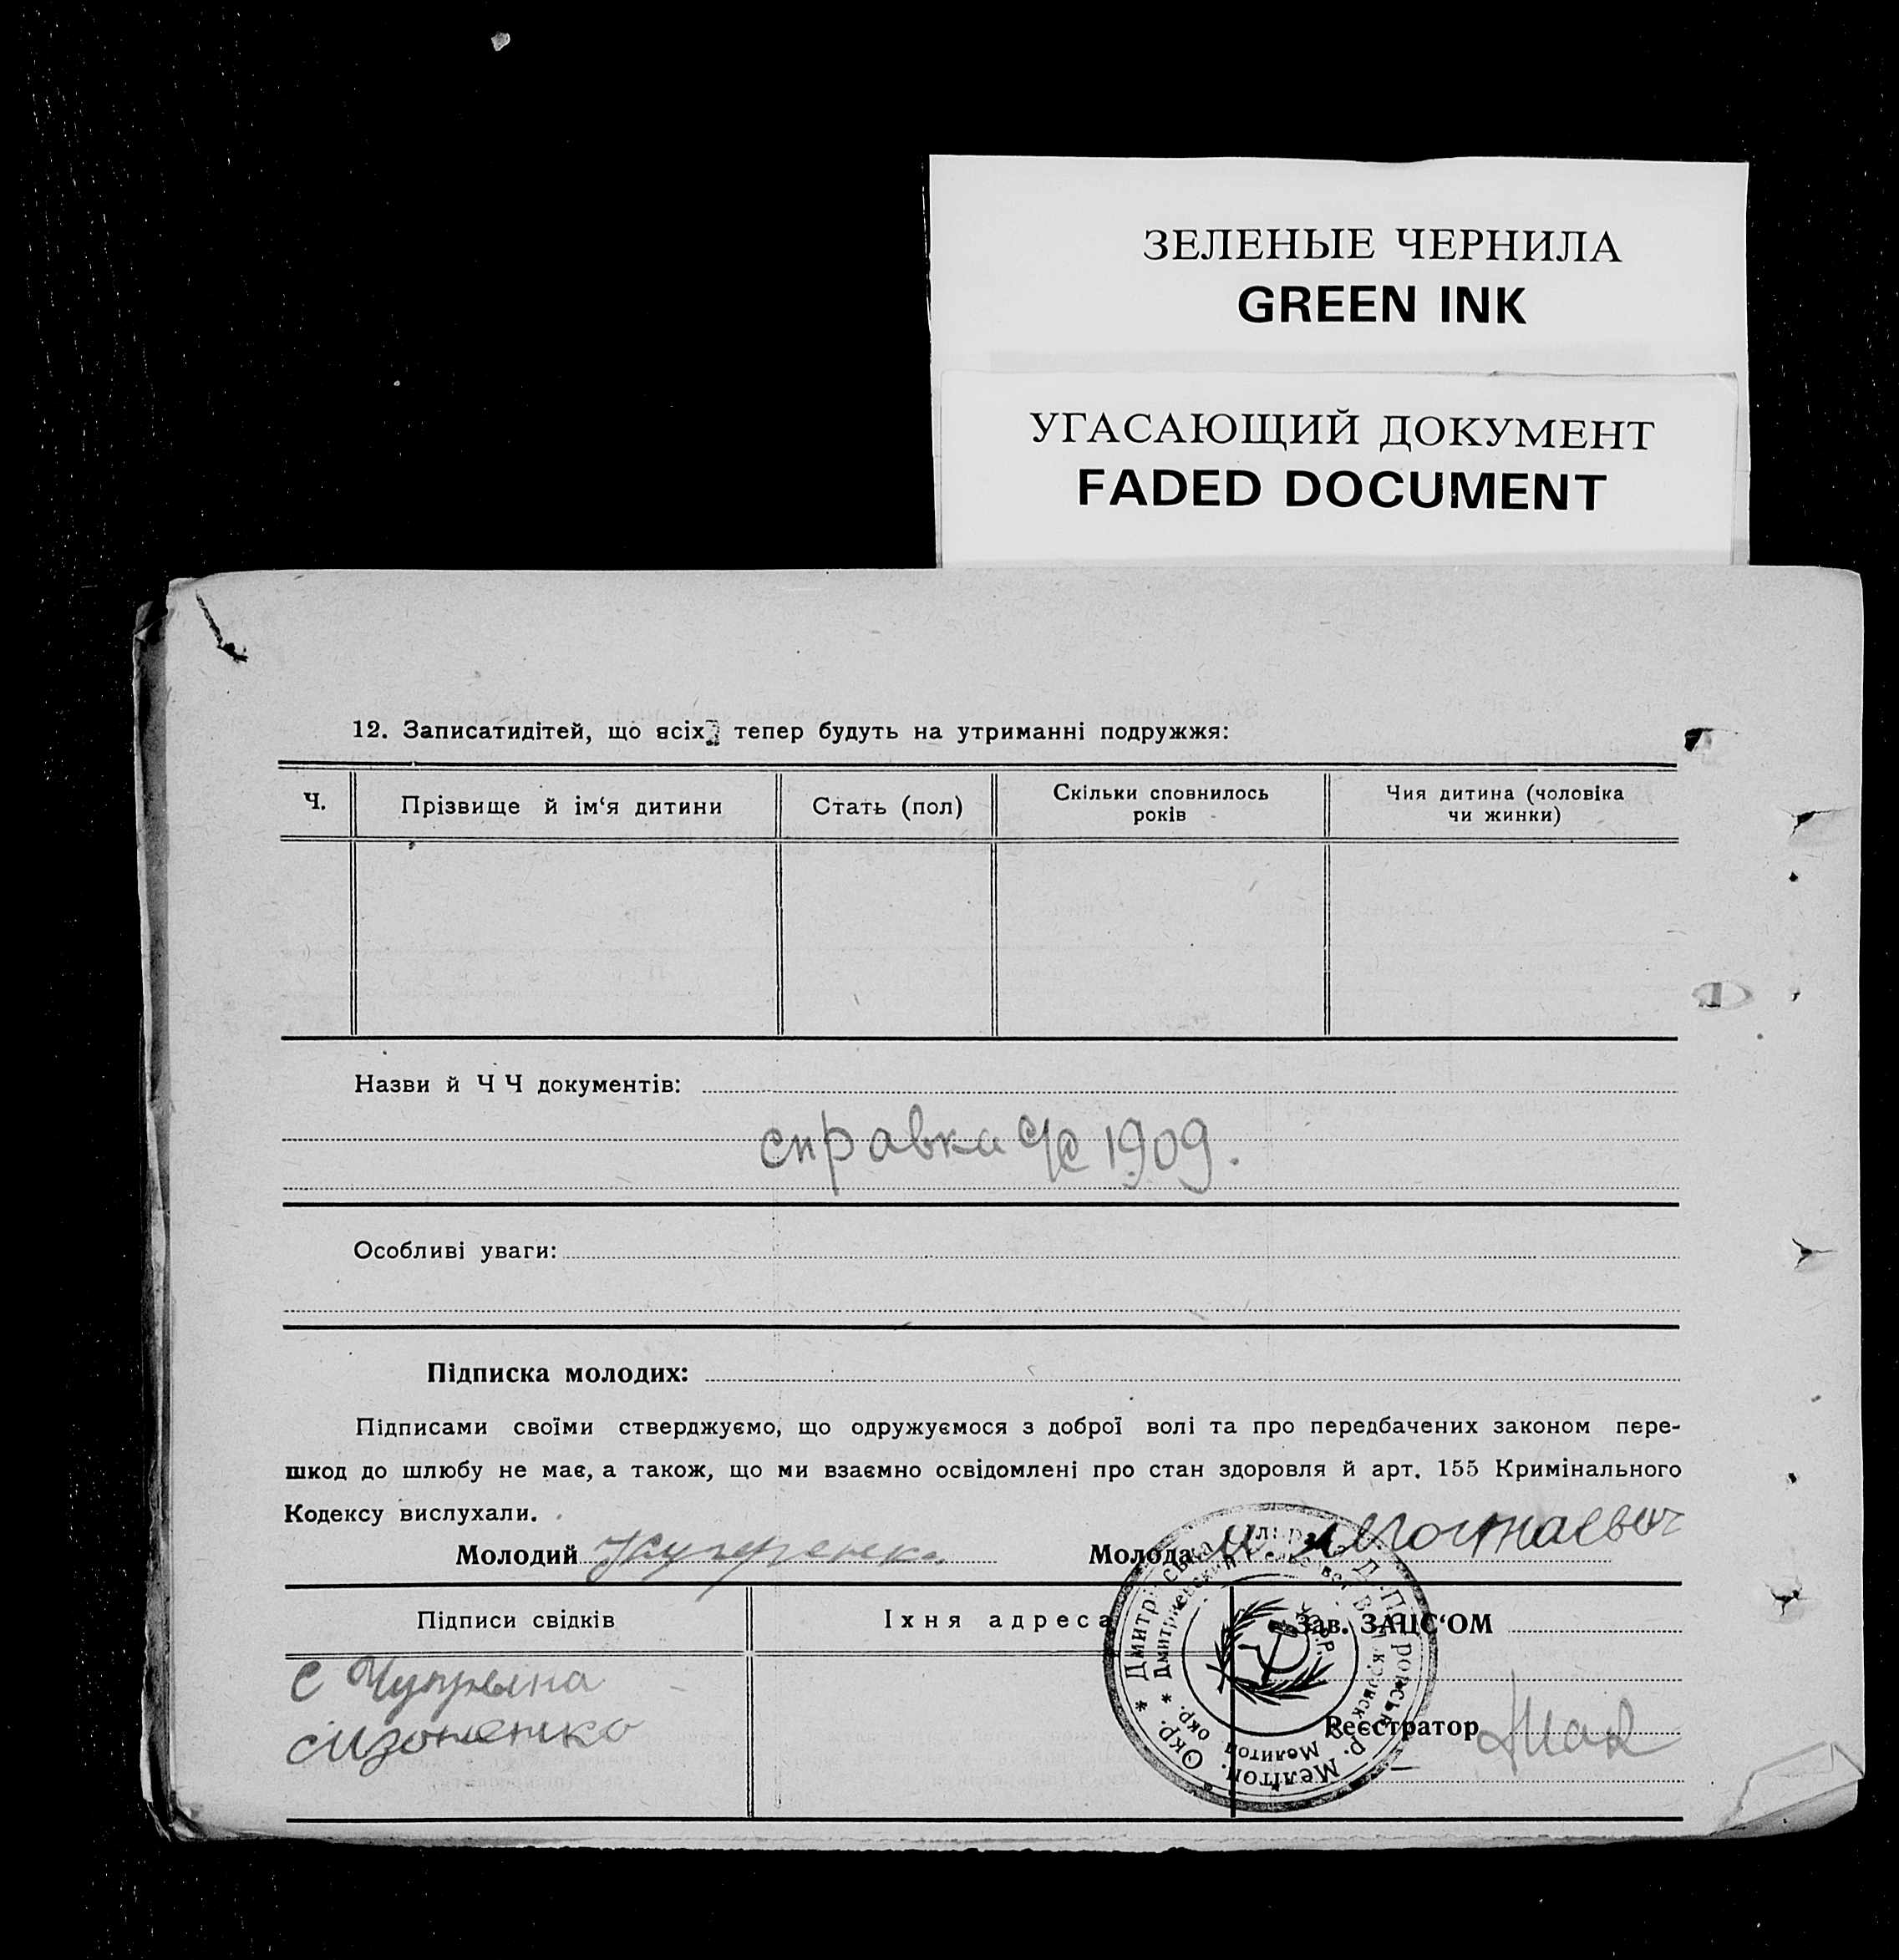 ЗЕЛЕНЫЕ ЧЕРНИЛА
GREEN INK
УГАСАЮЩИЙ ДОКУМЕНТ
FADED DOCUMENT
12. Записатидітей, що всіх тепер будуть на утриманні подружжя:
Ч. Прізвище й ім‘я дитини Стать (пол) Скільки сповнилось років Чия дитина (чоловіка чи жинки)
Назви й Ч Ч документів:
справка с/с 1909.
Особливі уваги:
Підписка молодих:
Підписами своїми стверджуємо, що одружуємося з доброї волі та про передбачених законом пере-
шкод до шлюбу не має, а також, що ми взаємно освідомлені про стан здоровля й арт. 155 Кримінального
Кодексу вислухали.
Молодий Молода
Підписи свідків Їхня адреса Зав. ЗАЦС‘ОМ
С Чуприна
Сизоненко
Реєстратор